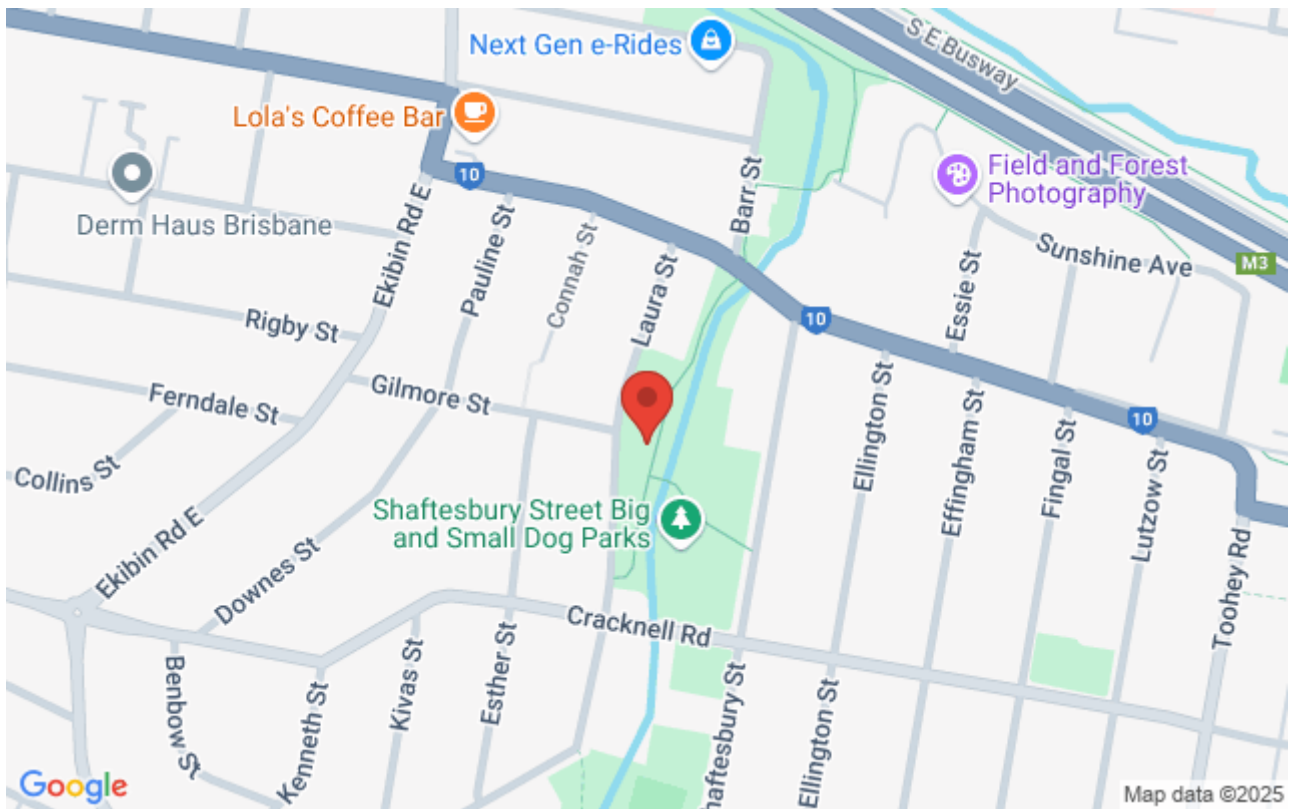 Next Gen e-Rides
S E Busway
Lola's Coffee Bar
10
Field and Forest
Photography
Derm Haus Brisbane
Ekibin Rd E
Pauline St
Connah St
Laura St
Barr St
Sunshine Ave
M3
Essie St
Rigby St
10
Gilmore St
Ferndale St
Collins St
Ellington St
Effingham St
Fingal St
10
Lutzow St
Shaftesbury Street Big
and Small Dog Parks
Ekibin Rd E
Downes St
Cracknell Rd
Toohey Rd
Benbow St
Kenneth St
Kivas St
Esther St
haftesbury St
Ellington St
Google
Map data ©2025